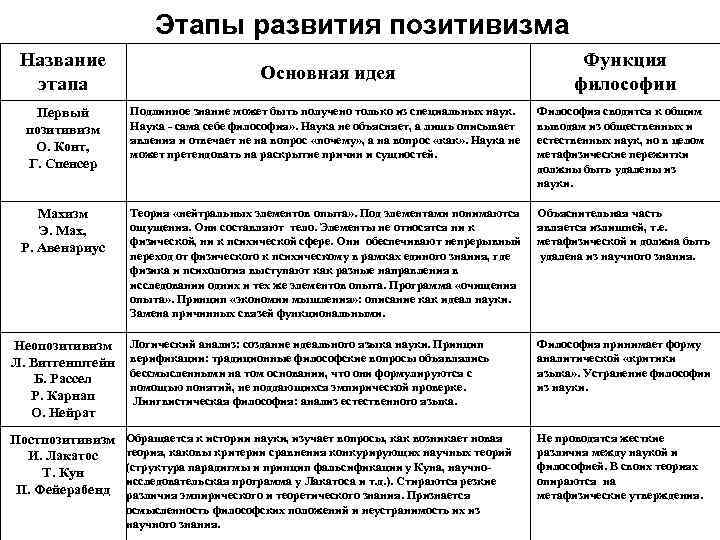 Этапы развития позитивизма
Название
этапа
Основная идея
Функция
философии
Первый
позитивизм
О. Конт,
Г. Спенсер
Подлинное знание может быть получено только из специальных наук.
Наука - сама себе философия». Наука не объясняет, а лишь описывает
явления и отвечает не на вопрос «почему», а на вопрос «как». Наука не
может претендовать на раскрытие причин и сущностей.
Философия сводится к общим
выводам из общественных и
естественных наук, но в целом
метафизические пережитки
должны быть удалены из
науки.
Махизм
'Э. Мах,
Р. Авенариус
Теория «нейтральных элементов опыта». Под элементами понимаются
ощущения. Они составляют тело. Элементы не относятся ни к
физической, ни к психической сфере. Они обеспечивают непрерывный
переход от физического к психическому в рамках единого знания, где
физика и психология выступают как разные направления в
исследовании одних и тех же элементов опыта. Программа «очищения
опыта». Принцип «экономии мышления»: описание как идеал науки.
Замена причинных связей функциональными.
Объяснительная часть
является излишней, т.е.
метафизической и должна быть
удалена из научного знания.
Неопозитивизм
Л. Виттгенштейн
Б. Рассел
Р. Карнап
О. Нейрат
Логический анализ: создание идеального языка науки. Принцип
верификации: традиционные философские вопросы объявлялись
бессмысленными на том основании, что они формулируются с
помощью понятий, не поддающихся эмпирической проверке.
Лингвистическая философия: анализ естественного языка.
Философия принимает форму
аналитической «критики
языка». Устранение философии
из науки.
Постпозитивизм
И. Лакатос
Т. Кун
П. Фейерабенд
Обращается к истории науки, изучает вопросы, как возникает новая
теория, каковы критерии сравнения конкурирующих научных теорий
(структура парадигмы и принцип фальсификации у Куна, научно-
исследовательская программа у Лакатоса и т.д.). Стираются резкие
различия эмпирического и теоретического знания. Признается
осмысленность философских положений и неустранимость их из
научного знания.
Не проводятся жесткие
различия между наукой и
философией. В своих теориях
опираются на
метафизические утверждения.